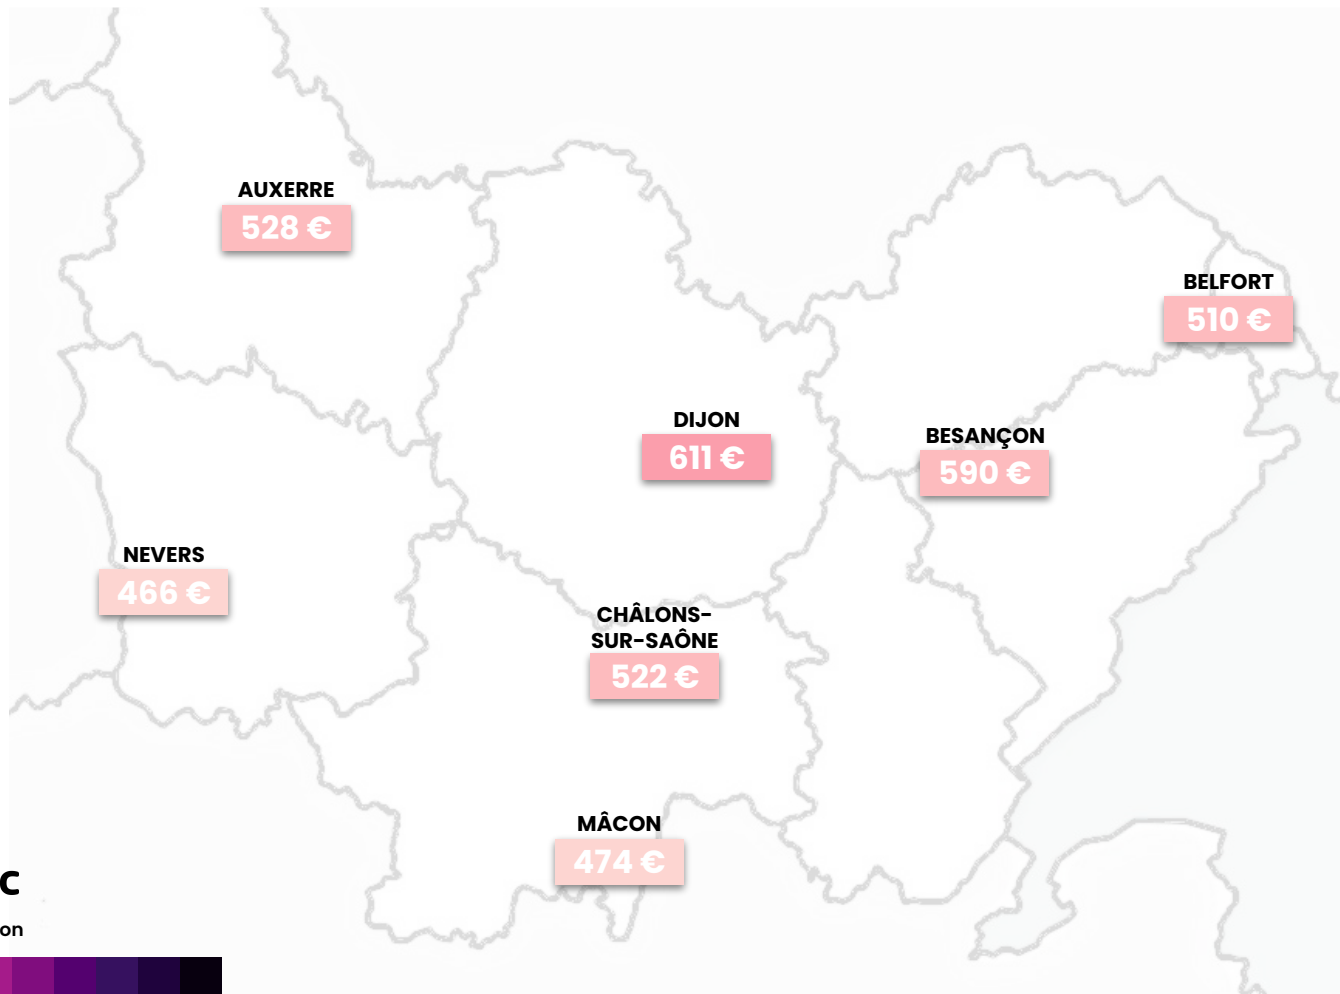 AUXERRE
528 €
BELFORT
510 €
DIJON
611 €
BESANÇON
590 €
NEVERS
466 €
CHÂLONS-
SUR-SAÔNE
522 €
MÂCON
474 €
C
on